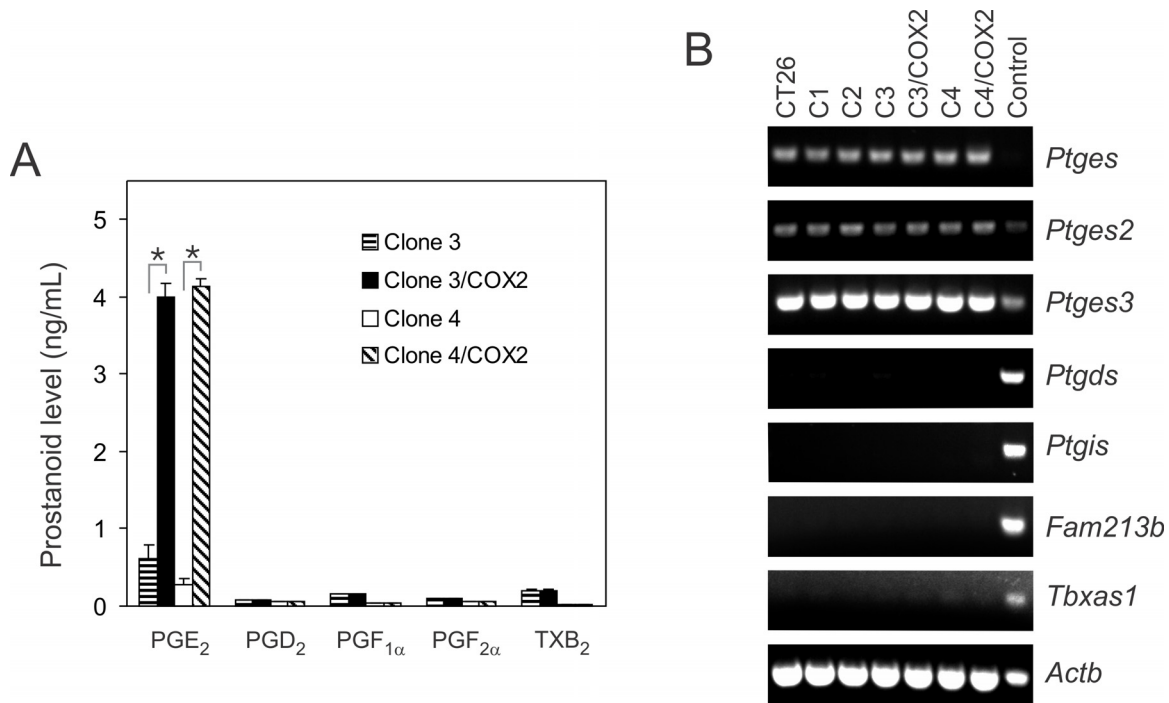 A
Prostanoid level (ng/mL)
5
4
3
2
1
0
* *
Clone 3
Clone 3/COX2
Clone 4
Clone 4/COX2
PGE2 PGD2 PGF1α PGF2α TXB2
B
CT26 C1 C2 C3 C3/COX2 C4 C4/COX2 Control
Ptges
Ptges2
Ptges3
Ptgds
Ptgis
Fam213b
Tbxas1
Actb